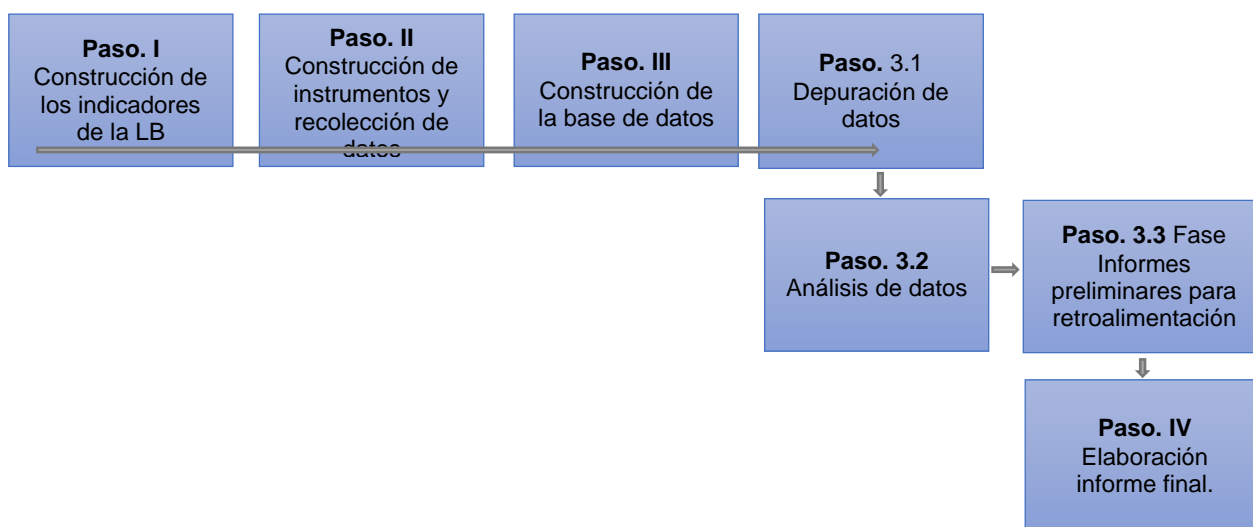 Paso. I
Construcción de
los indicadores
de la LB
Paso. II
Construcción de
instrumentos y
recolección de
datos
Paso. III
Construcción de
la base de datos
Paso. 3.1
Depuración de
datos
Paso. 3.2
Análisis de datos
Paso. 3.3 Fase
Informes
preliminares para
retroalimentación
Paso. IV
Elaboración
informe final.